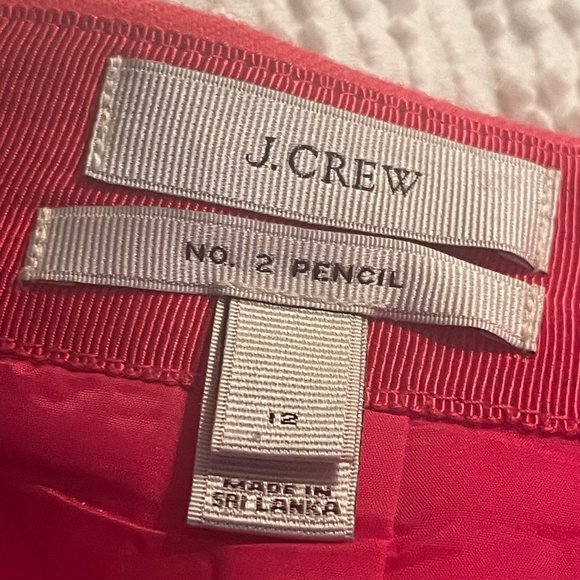 J.CREW
NO. 2 PENCIL
12
MADE IN
SRI LANKA